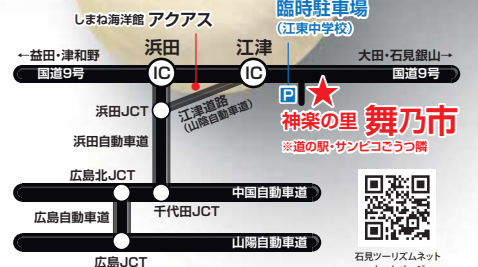 臨時駐車場
（江東中学校）
しまね海洋館 アクアス
←益田・津和野
浜田
江津
大田・石見銀山→
国道9号
IC
IC
国道9号
P
浜田JCT
江津道路
（山陰自動車道）
神楽の里 舞乃市
※道の駅・サンピコごうつ隣
浜田自動車道
広島北JCT
中国自動車道
広島自動車道
千代田JCT
山陽自動車道
広島JCT
石見ツーリズムネット